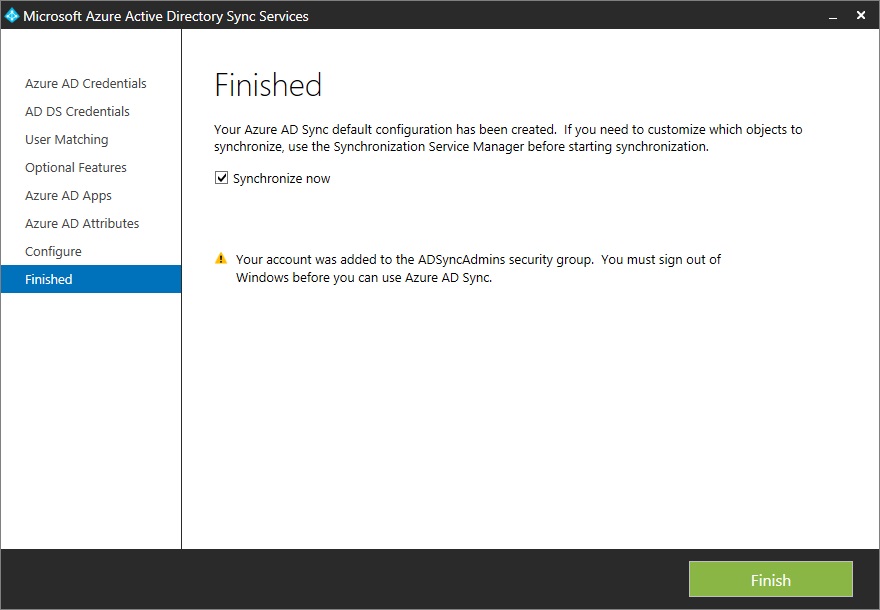 Microsoft Azure Active Directory Sync Services
Azure AD Credentials
AD DS Credentials
User Matching
Optional Features
Azure AD Apps
Azure AD Attributes
Configure
Finished
Finished
Your Azure AD Sync default configuration has been created.  If you need to customize which objects to
synchronize, use the Synchronization Service Manager before starting synchronization.
Synchronize now
Your account was added to the ADSyncAdmins security group.  You must sign out of
Windows before you can use Azure AD Sync.
Finish